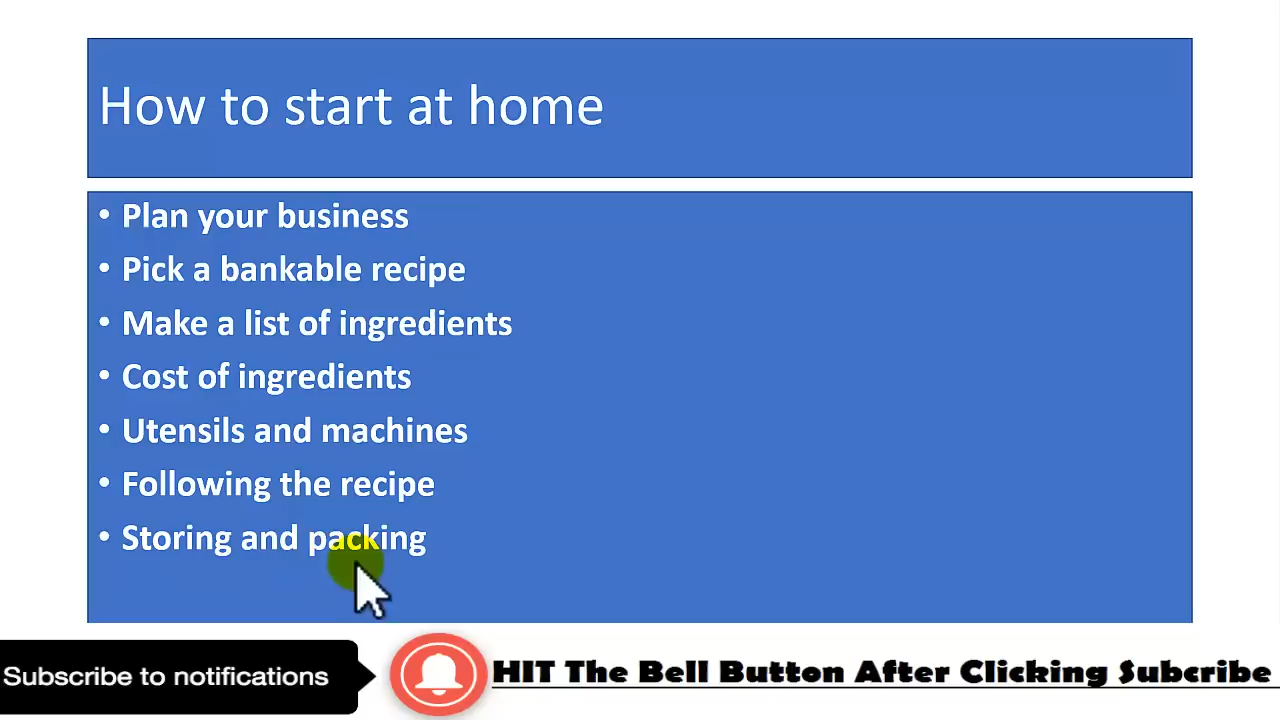 How to start at home
• Plan your business
• Pick a bankable recipe
• Make a list of ingredients
• Cost of ingredients
• Utensils and machines
• Following the recipe
• Storing and packing
Subscribe to notifications
HIT The Bell Button After Clicking Subcribe